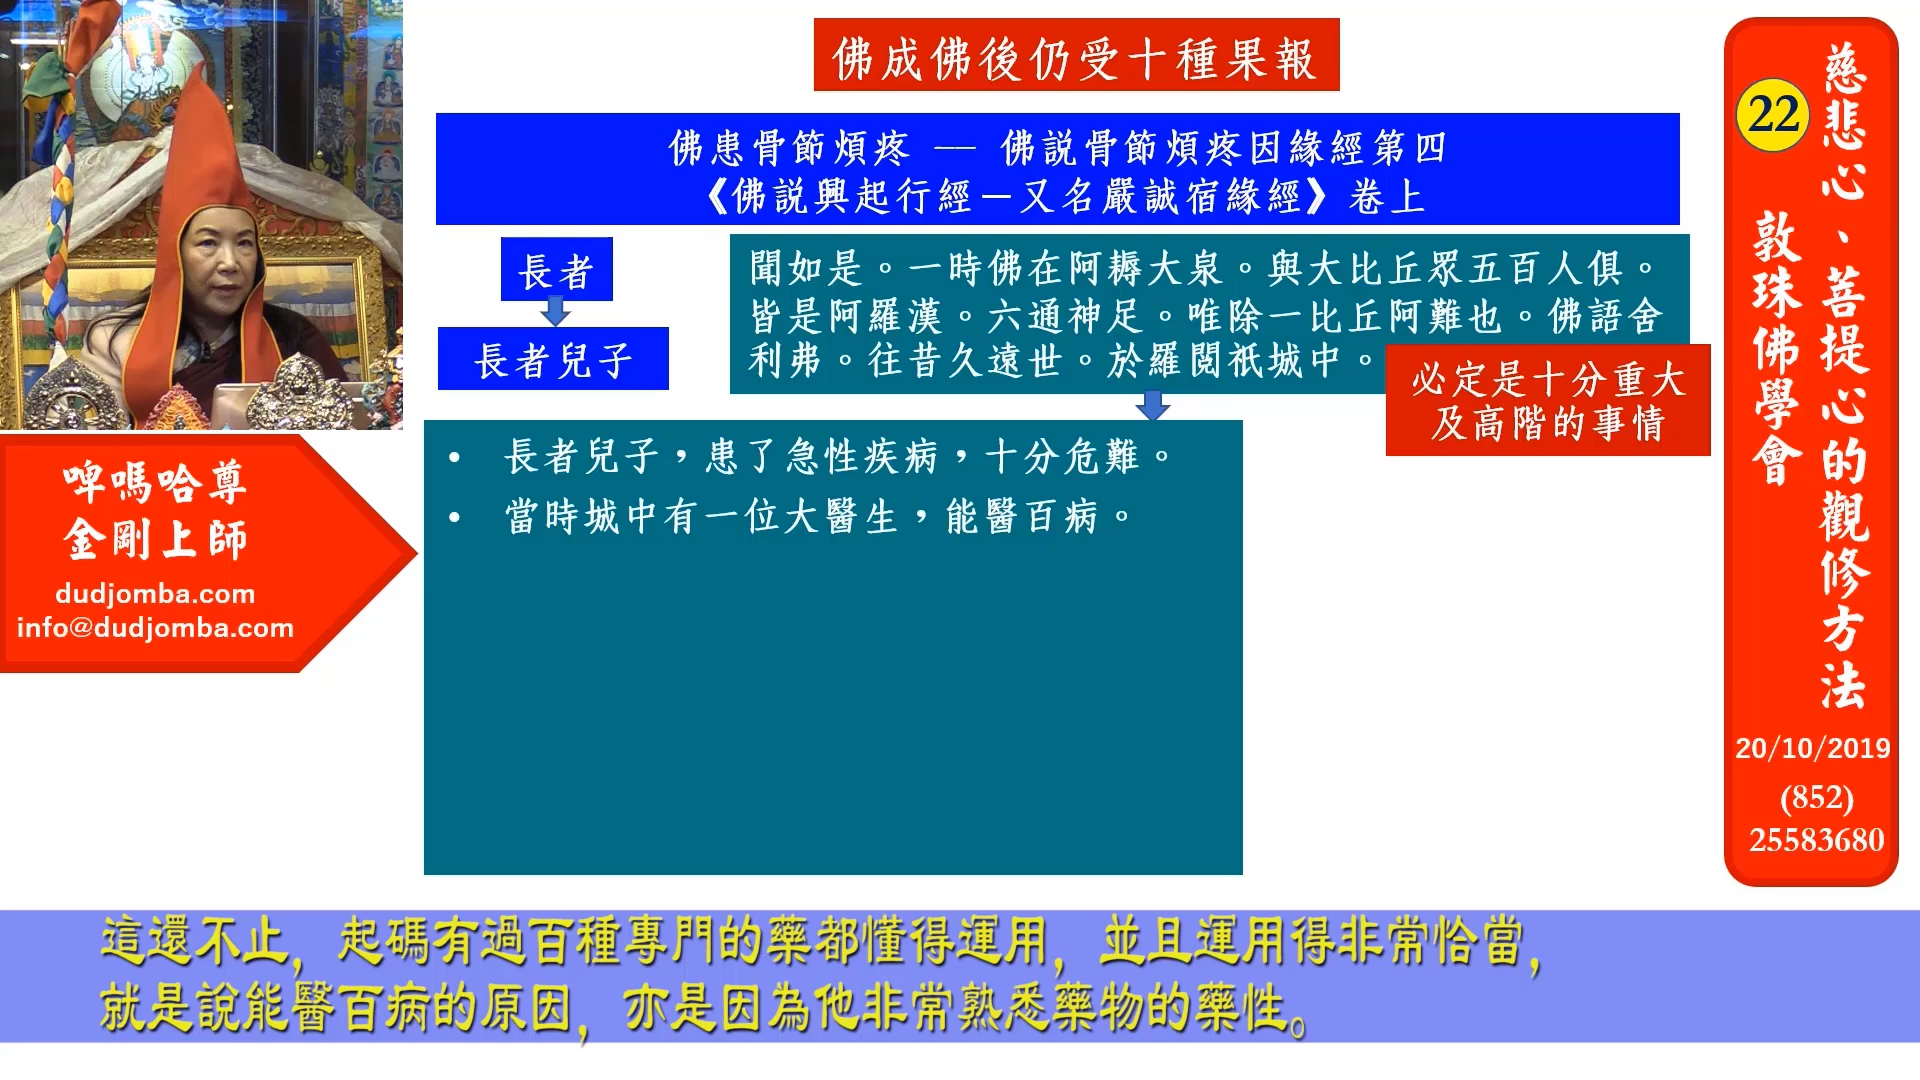 佛成佛後仍受十種果報
佛患骨節煩疼 —— 佛説骨節煩疼因緣經第四
《佛説興起行經－又名嚴誠宿緣經》卷上
長者
長者兒子
聞如是。一時佛在阿耨大泉。與大比丘眾五百人俱。
皆是阿羅漢。六通神足。唯除一比丘阿難也。佛語舍
利弗。往昔久遠世。於羅閱祇城中。
必定是十分重大
及高階的事情
• 長者兒子，患了急性疾病，十分危難。
• 當時城中有一位大醫生，能醫百病。
啤嗎哈尊
金剛上師
dudjomba.com
info@dudjomba.com
22
慈悲心、菩提心的觀修方法
敦珠佛學會
20/10/2019
(852)
25583680
這還不止，起碼有過百種專門的藥都懂得運用，並且運用得非常恰當，
就是說能醫百病的原因，亦是因為他非常熟悉藥物的藥性。